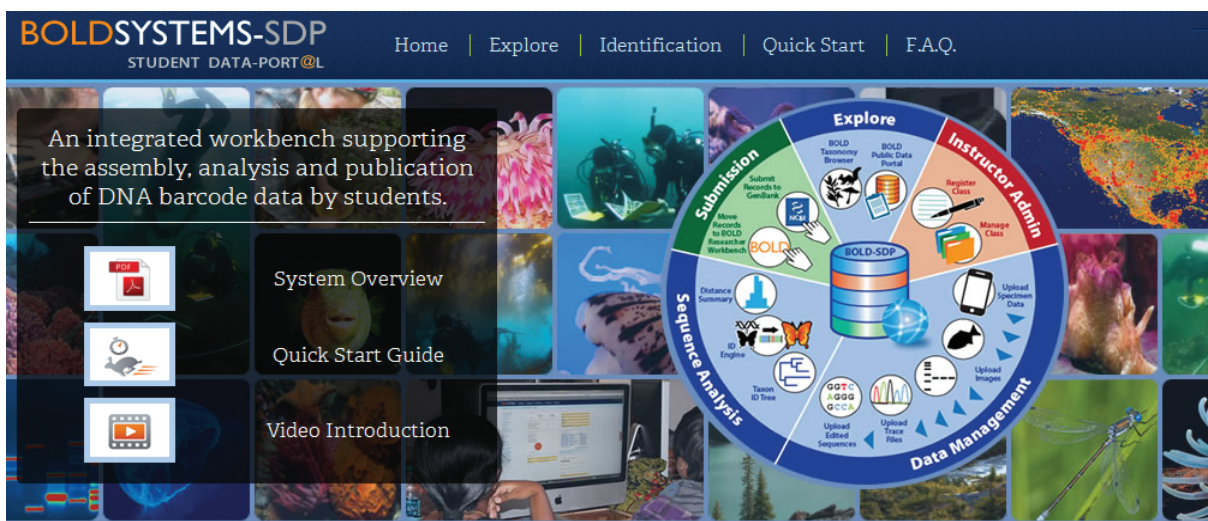 BOLDSYSTEMS-SDP
STUDENT DATA-PORT@L
Home
Explore
Identification
Quick Start
F.A.Q.
An integrated workbench supporting
the assembly, analysis and publication
of DNA barcode data by students.
PDF
System Overview
Quick Start Guide
Video Introduction
Explore
BOLD
Taxonomy
Browser
BOLD
Public Data
Portal
Instructor Admin
Register
Class
Manage
Class
Submission
Submit
Records to
GenBank
NCBI
Move
Records
to BOLD
Researcher
Workbench
BOLD
BOLD-SDP
Sequence Analysis
Distance
Summary
ID
Engine
Taxon
ID Tree
Data Management
Upload
Specimen
Data
Upload
Images
Upload
Trace
Files
GGTC
AGGG
GCCA
Upload
Edited
Sequences